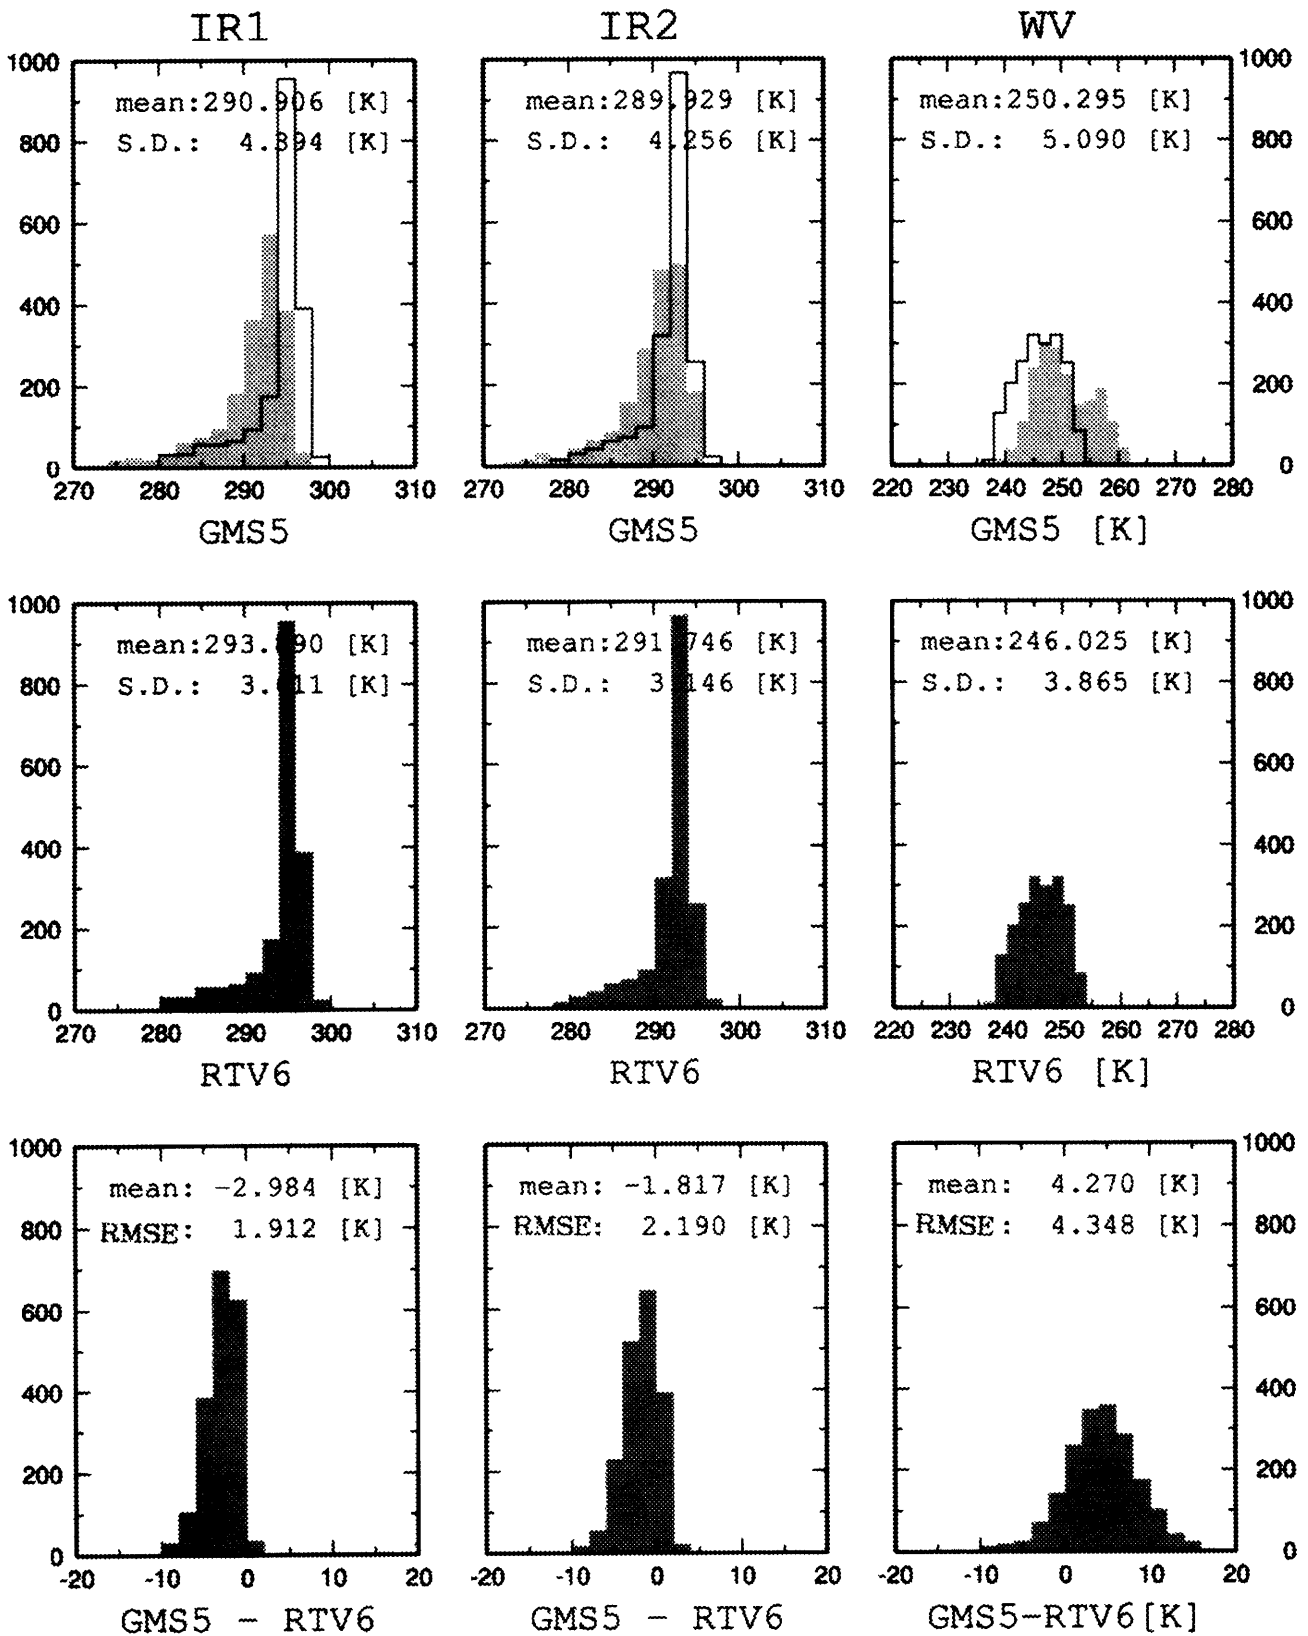 IR1 IR2 WV
1000 800 600 400 200 0
mean:290.906 [K]
S.D.: 4.394 [K]
270 280 290 300 310
GMS5
mean:289.929 [K]
S.D.: 4.256 [K]
270 280 290 300 310
GMS5
mean:250.295 [K]
S.D.: 5.090 [K]
1000 800 600 400 200 0
220 230 240 250 260 270 280
GMS5 [K]
1000 800 600 400 200 0
mean:293. 90 [K]
S.D.: 3. 11 [K]
270 280 290 300 310
RTV6
mean:291 746 [K]
S.D.: 3 146 [K]
270 280 290 300 310
RTV6
mean:246.025 [K]
S.D.: 3.865 [K]
1000 800 600 400 200 0
220 230 240 250 260 270 280
RTV6 [K]
1000 800 600 400 200 0
mean: -2.984 [K]
RMSE: 1.912 [K]
-20 -10 0 10 20
GMS5 - RTV6
mean: -1.817 [K]
RMSE: 2.190 [K]
-20 -10 0 10 20
GMS5 - RTV6
mean: 4.270 [K]
RMSE: 4.348 [K]
1000 800 600 400 200 0
-20 -10 0 10 20
GMS5-RTV6[K]